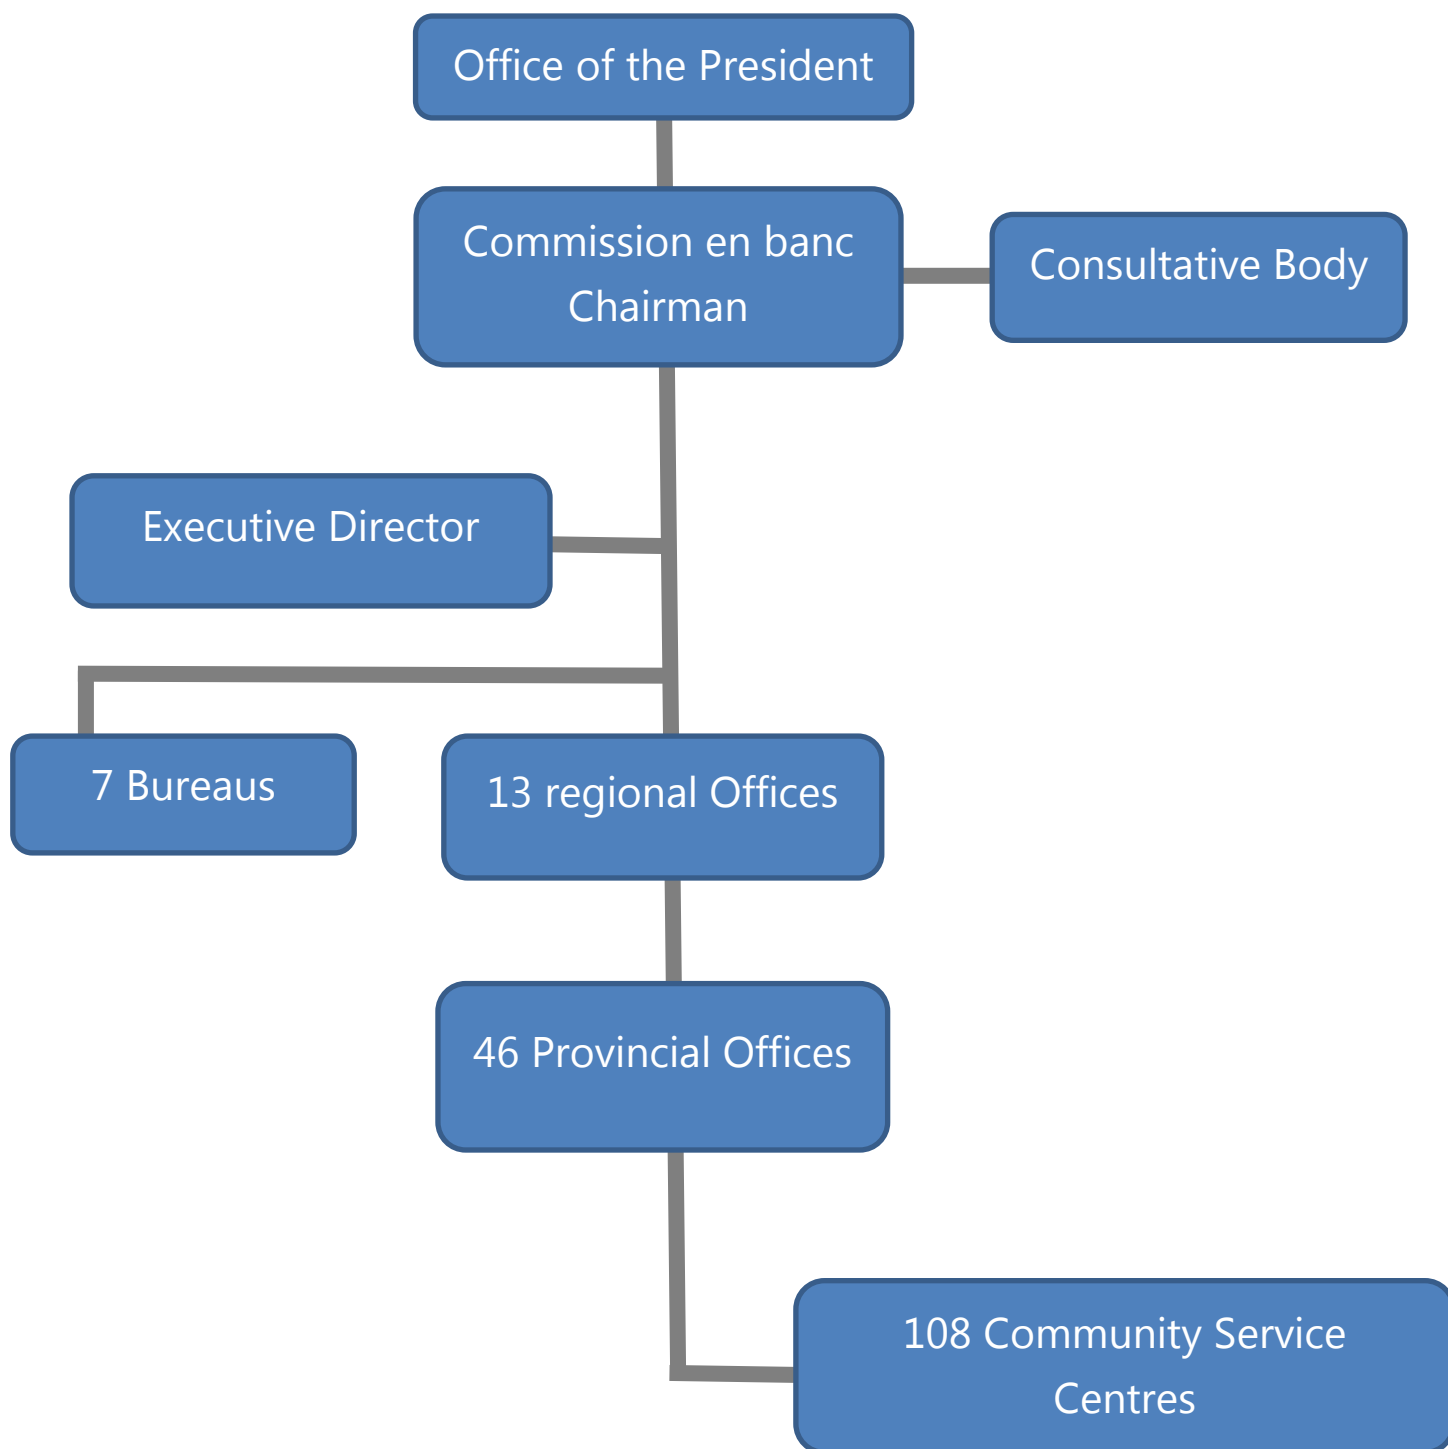 Office of the President
Commission en banc
Chairman
Consultative Body
Executive Director
7 Bureaus
13 regional Offices
46 Provincial Offices
108 Community Service
Centres